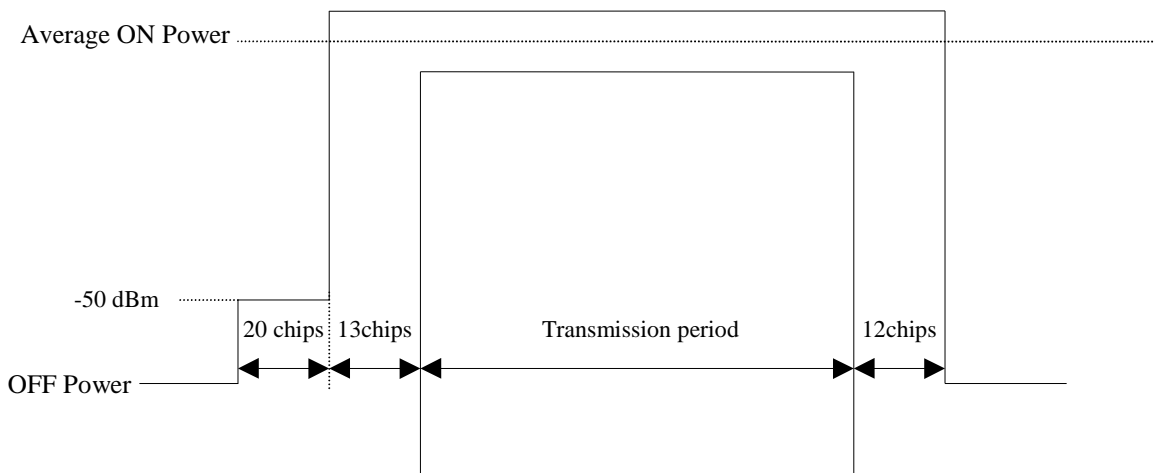 Average ON Power
-50 dBm
20 chips
13chips
Transmission period
12chips
OFF Power